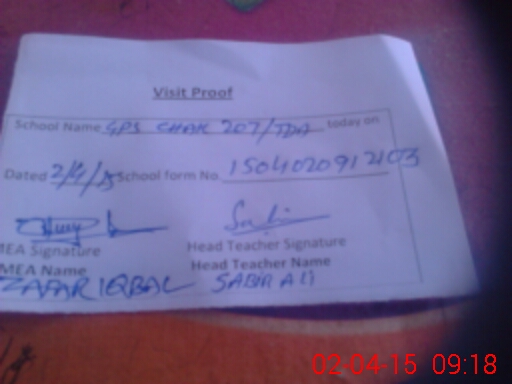 Visit Proof
School Name GPS CHAK 207/TDA today on
Dated 2/4/15 School form No. 1504020912103
MEA Signature Head Teacher Signature
MEA Name Head Teacher Name
ZAFAR IQBAL SABIR ALI
02-04-15 09:18